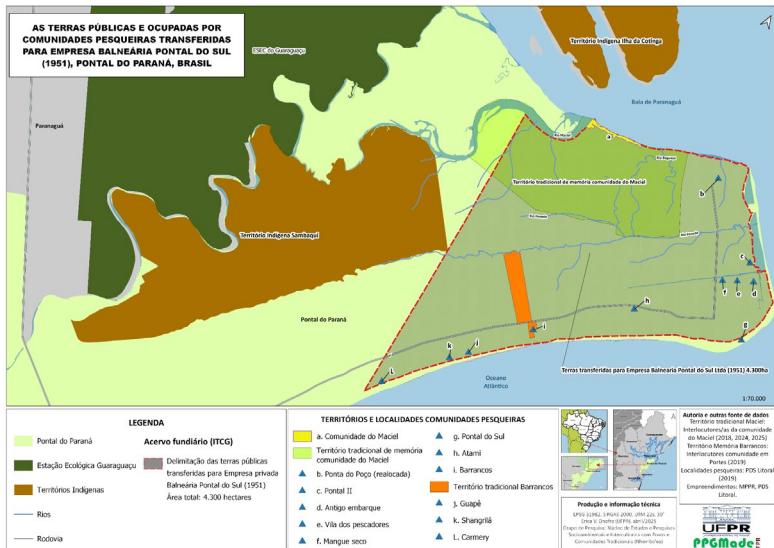 AS TERRAS PÚBLICAS E OCUPADAS POR
COMUNIDADES PESQUEIRAS TRANSFERIDAS
PARA EMPRESA BALNEÁRIA PONTAL DO SUL
(1951), PONTAL DO PARANÁ, BRASIL
ESEC do Guaraguaçu
Território Indígena Ilha da Cotinga
Baía de Paranaguá
Paranaguá
Rio Maciel
a
Território tradicional de memória comunidade do Maciel
b
Território Indígena Sambaqui
c
f
e
d
Pontal do Paraná
h
i
g
k
j
L
Oceano
Atlântico
Terras transferidas para Empresa Balneária Pontal do Sul Ltda (1951) 4.300ha
1:70.000
LEGENDA
Pontal do Paraná
Estação Ecológica Guaraguaçu
Territórios Indígenas
Rios
Rodovia
Acervo fundiário (ITCG)
Delimitação das terras públicas
transferidas para Empresa privada
Balneária Pontal do Sul (1951)
Área total: 4.300 hectares
TERRITÓRIOS E LOCALIDADES COMUNIDADES PESQUEIRAS
a. Comunidade do Maciel
Território tradicional de memória
comunidade do Maciel
b. Ponta do Poço (realocada)
c. Pontal II
d. Antigo embarque
e. Vila dos pescadores
f. Mangue seco
g. Pontal do Sul
h. Atami
i. Barrancos
Território tradicional Barrancos
j. Guapê
k. Shangrilá
L. Carmery
Autoria e outras fonte de dados
Território tradicional Maciel:
Interlocutores/as da comunidade
do Maciel (2018, 2024, 2025)
Território Memória Barrancos:
Interlocutores comunidade em
Portes (2019)
Localidades pesqueiras: PDS Litoral
(2019)
Empreendimentos: MPPR, PDS
Litoral.
Produção e informação técnica
UFPR
PPGMade